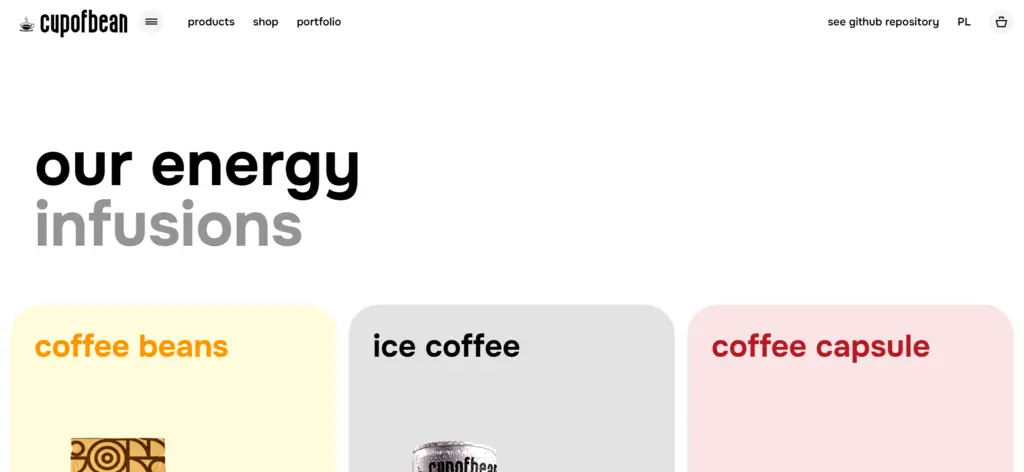 cupofbean
products shop portfolio
see github repository PL
our energy
infusions
coffee beans
ice coffee
coffee capsule
cupofbean